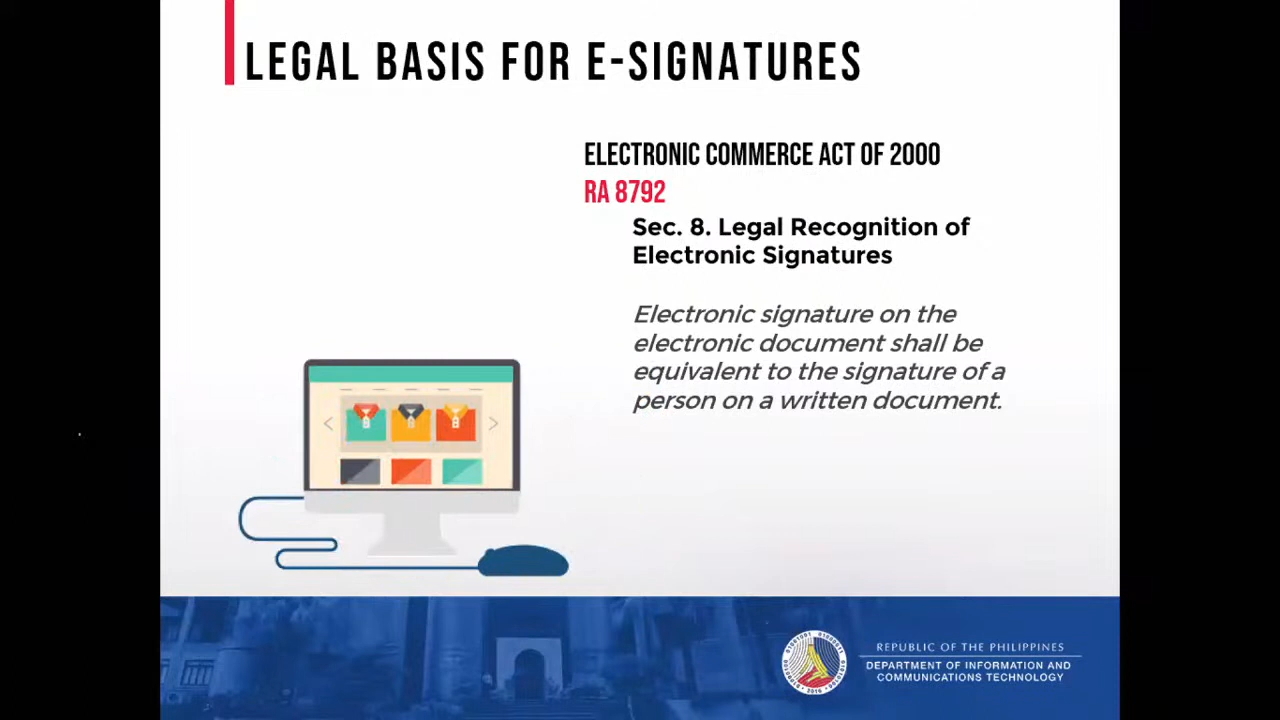 LEGAL BASIS FOR E-SIGNATURES
ELECTRONIC COMMERCE ACT OF 2000
RA 8792
Sec. 8. Legal Recognition of
Electronic Signatures
Electronic signature on the
electronic document shall be
equivalent to the signature of a
person on a written document.
REPUBLIC OF THE PHILIPPINES
DEPARTMENT OF INFORMATION AND
COMMUNICATIONS TECHNOLOGY